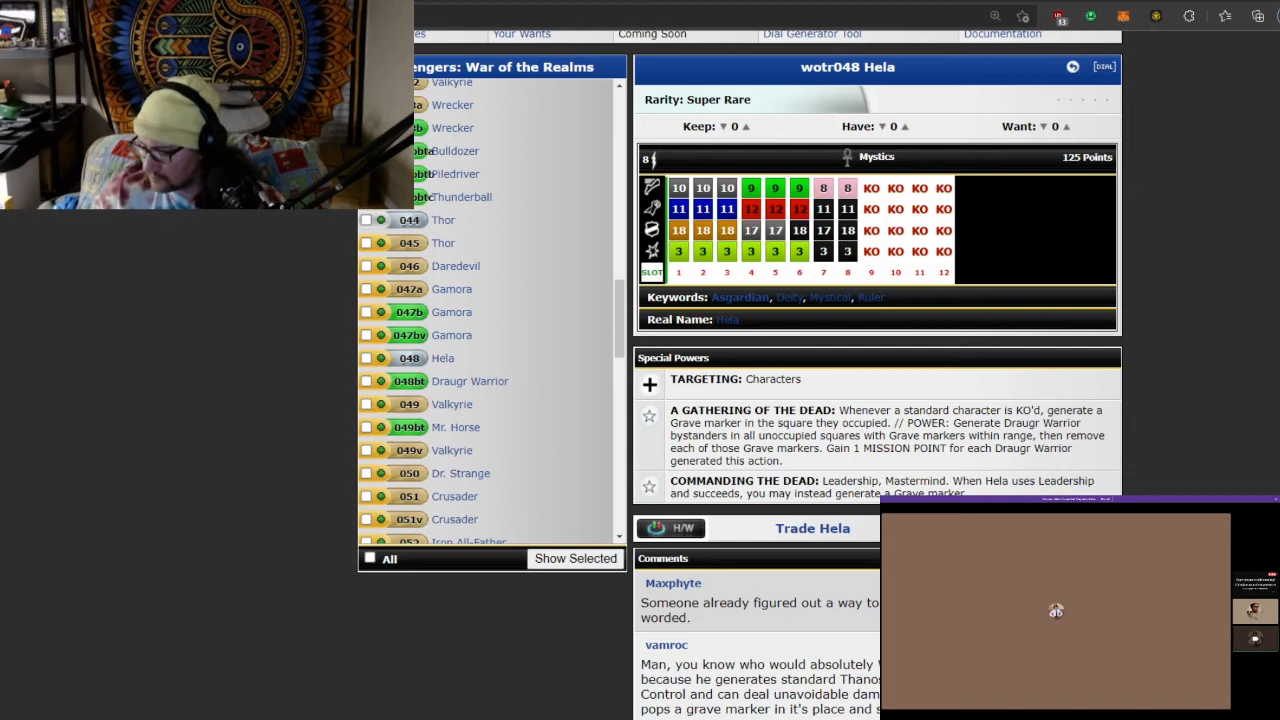 es
Your Wants
Coming Soon
Dial Generator Tool
Documentation
13
engers: War of the Realms
Valkyrie
a Wrecker
b Wrecker
bta Bulldozer
btb Piledriver
btc Thunderball
044 Thor
045 Thor
046 Daredevil
047a Gamora
047b Gamora
047bv Gamora
048 Hela
048bt Draugr Warrior
049 Valkyrie
049bt Mr. Horse
049v Valkyrie
050 Dr. Strange
051 Crusader
051v Crusader
052 Iron All-Father
All
Show Selected
wotr048 Hela
[DIAL]
Rarity: Super Rare
Keep: ▼ 0 ▲ Have: ▼ 0 ▲ Want: ▼ 0 ▲
8 Mystics 125 Points
10 10 10 9 9 9 8 8 KO KO KO KO
11 11 11 12 12 12 11 11 KO KO KO KO
18 18 18 17 17 18 17 18 KO KO KO KO
3 3 3 3 3 3 3 3 KO KO KO KO
SLOT 1 2 3 4 5 6 7 8 9 10 11 12
Keywords: Asgardian, Deity, Mystical, Ruler
Real Name: Hela
Special Powers
TARGETING: Characters
A GATHERING OF THE DEAD: Whenever a standard character is KO'd, generate a
Grave marker in the square they occupied. // POWER: Generate Draugr Warrior
bystanders in all unoccupied squares with Grave markers within range, then remove
each of those Grave markers. Gain 1 MISSION POINT for each Draugr Warrior
generated this action.
COMMANDING THE DEAD: Leadership, Mastermind. When Hela uses Leadership
and succeeds, you may instead generate a Grave marker
H/W
Trade Hela
Comments
Maxphyte
Someone already figured out a way to
worded.
vamroc
Man, you know who would absolutely
because he generates standard Thanos
Control and can deal unavoidable dam
pops a grave marker in it's place and s